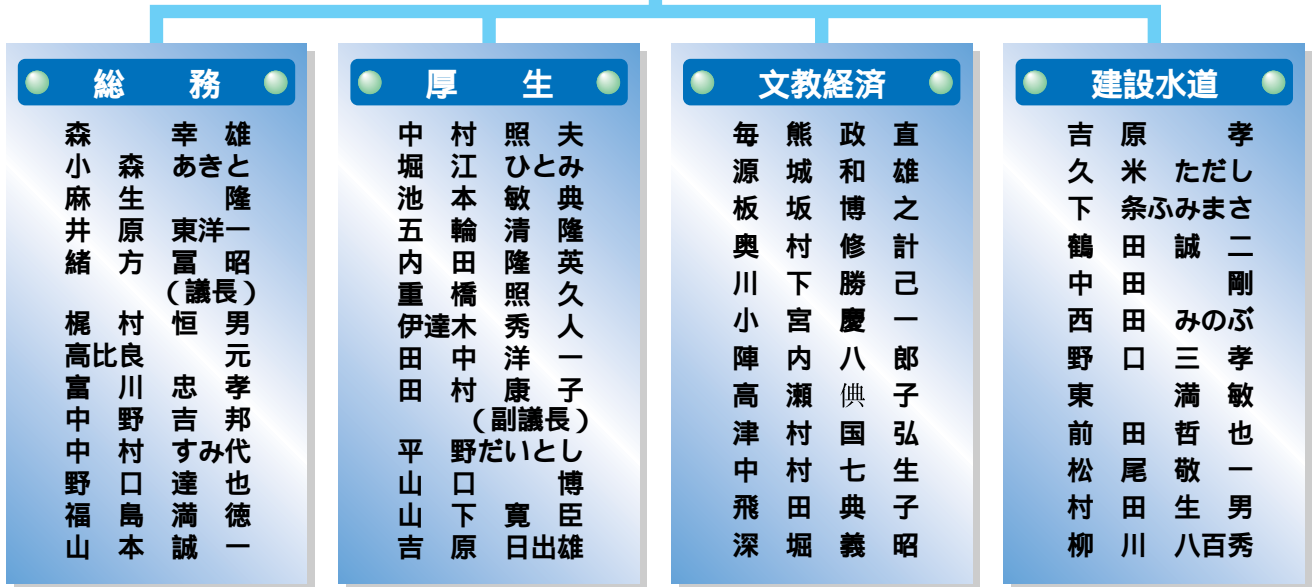 総務
森 幸雄
小森 あきと
麻生 隆
井原 東洋一
緒方 冨昭
(議長)
梶村 恒男
高比良 元
富川 忠孝
中野 吉邦
中村 すみ代
野口 達也
福島 満徳
山本 誠一
厚生
中村 照夫
堀江 ひとみ
池本 敏典
五輪 清隆
内田 隆英
重橋 照久
伊達木 秀人
田中 洋一
田村 康子
(副議長)
平野 だいとし
山口 博
山下 寛臣
吉原 日出雄
文教経済
毎熊 政直
源城 和雄
板坂 博之
奥村 修計
川下 勝己
小宮 慶一
陣内 八郎
高瀬 倎子
津村 国弘
中村 七生
飛田 典子
深堀 義昭
建設水道
吉原 孝
久米 ただし
下条 ふみまさ
鶴田 誠二
中田 剛
西田 みのぶ
野口 三孝
東 満敏
前田 哲也
松尾 敬一
村田 生男
柳川 八百秀